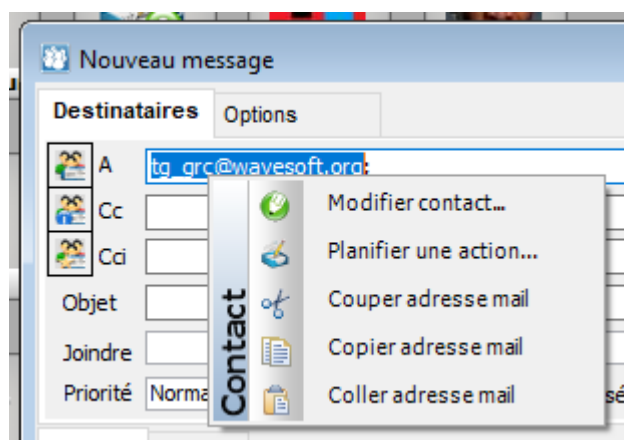 Nouveau message
Destinataires Options
A tg_grc@wavesoft.org;
Cc
Cci
Objet
Joindre
Priorité Norma
Contact
Modifier contact...
Planifier une action...
Couper adresse mail
Copier adresse mail
Coller adresse mail